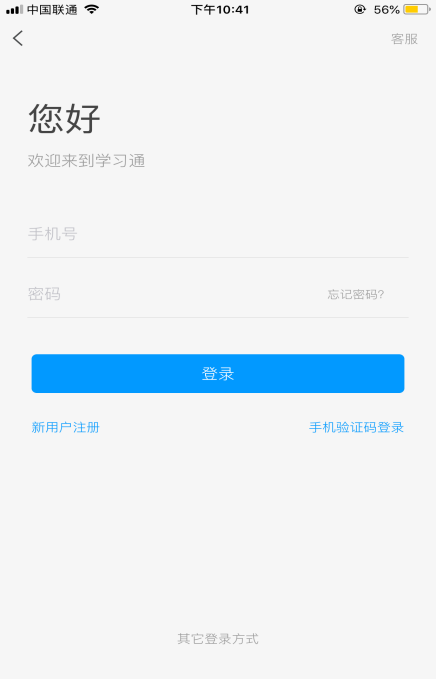 中国联通 下午10:41 56%
客服
您好
欢迎来到学习通
手机号
密码 忘记密码?
登录
新用户注册 手机验证码登录
其它登录方式